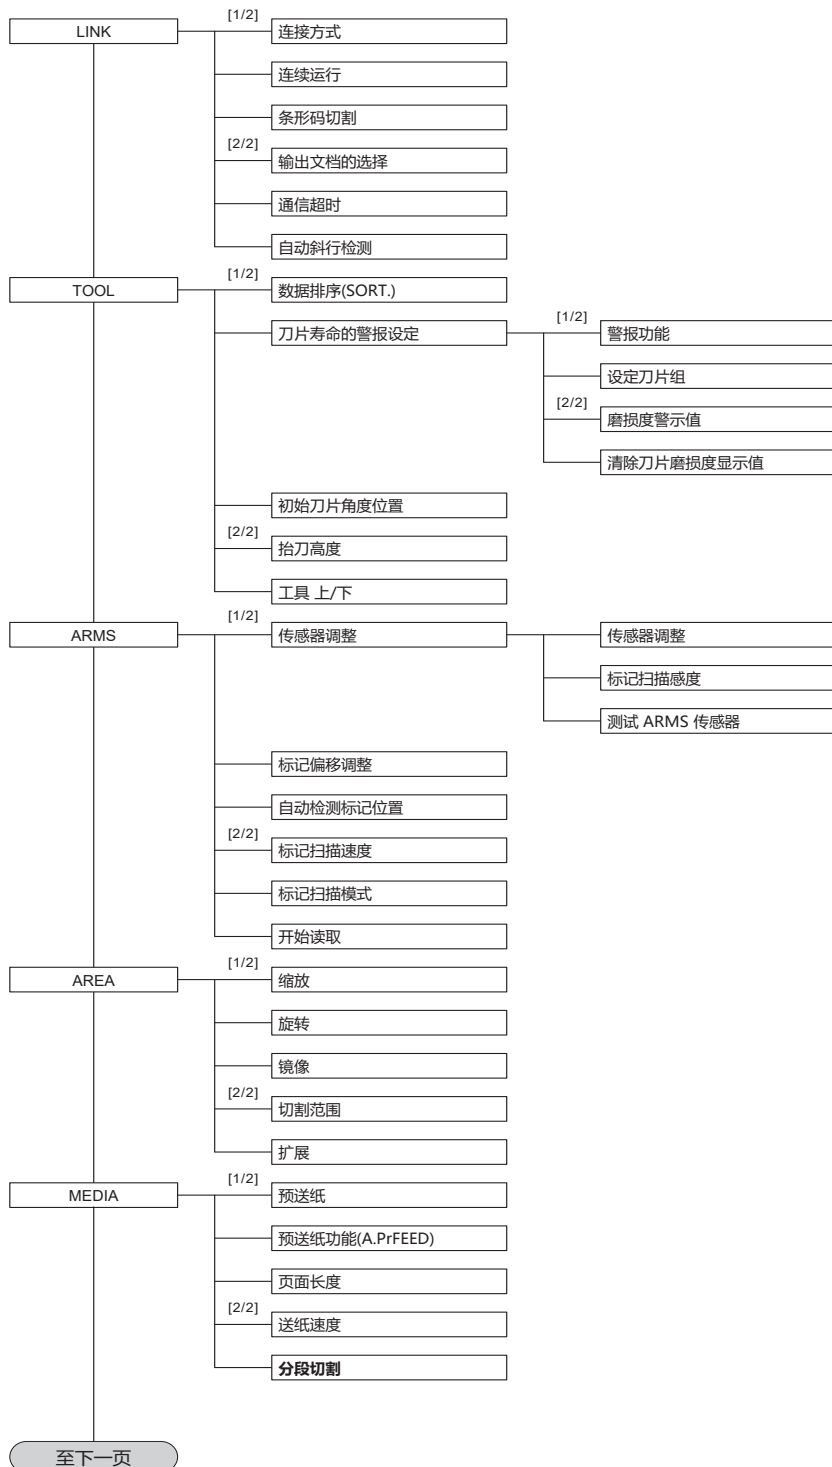 [1/2]
LINK
连接方式
连续运行
条形码切割
[2/2]
输出文档的选择
通信超时
自动斜行检测
[1/2]
TOOL
数据排序(SORT.)
刀片寿命的警报设定
[1/2]
警报功能
设定刀片组
[2/2]
磨损度警示值
清除刀片磨损度显示值
初始刀片角度位置
[2/2]
抬刀高度
工具 上/下
[1/2]
ARMS
传感器调整
传感器调整
标记扫描感度
测试 ARMS 传感器
标记偏移调整
自动检测标记位置
[2/2]
标记扫描速度
标记扫描模式
开始读取
[1/2]
AREA
缩放
旋转
镜像
[2/2]
切割范围
扩展
[1/2]
MEDIA
预送纸
预送纸功能(A.PrFEED)
页面长度
[2/2]
送纸速度
分段切割
至下一页